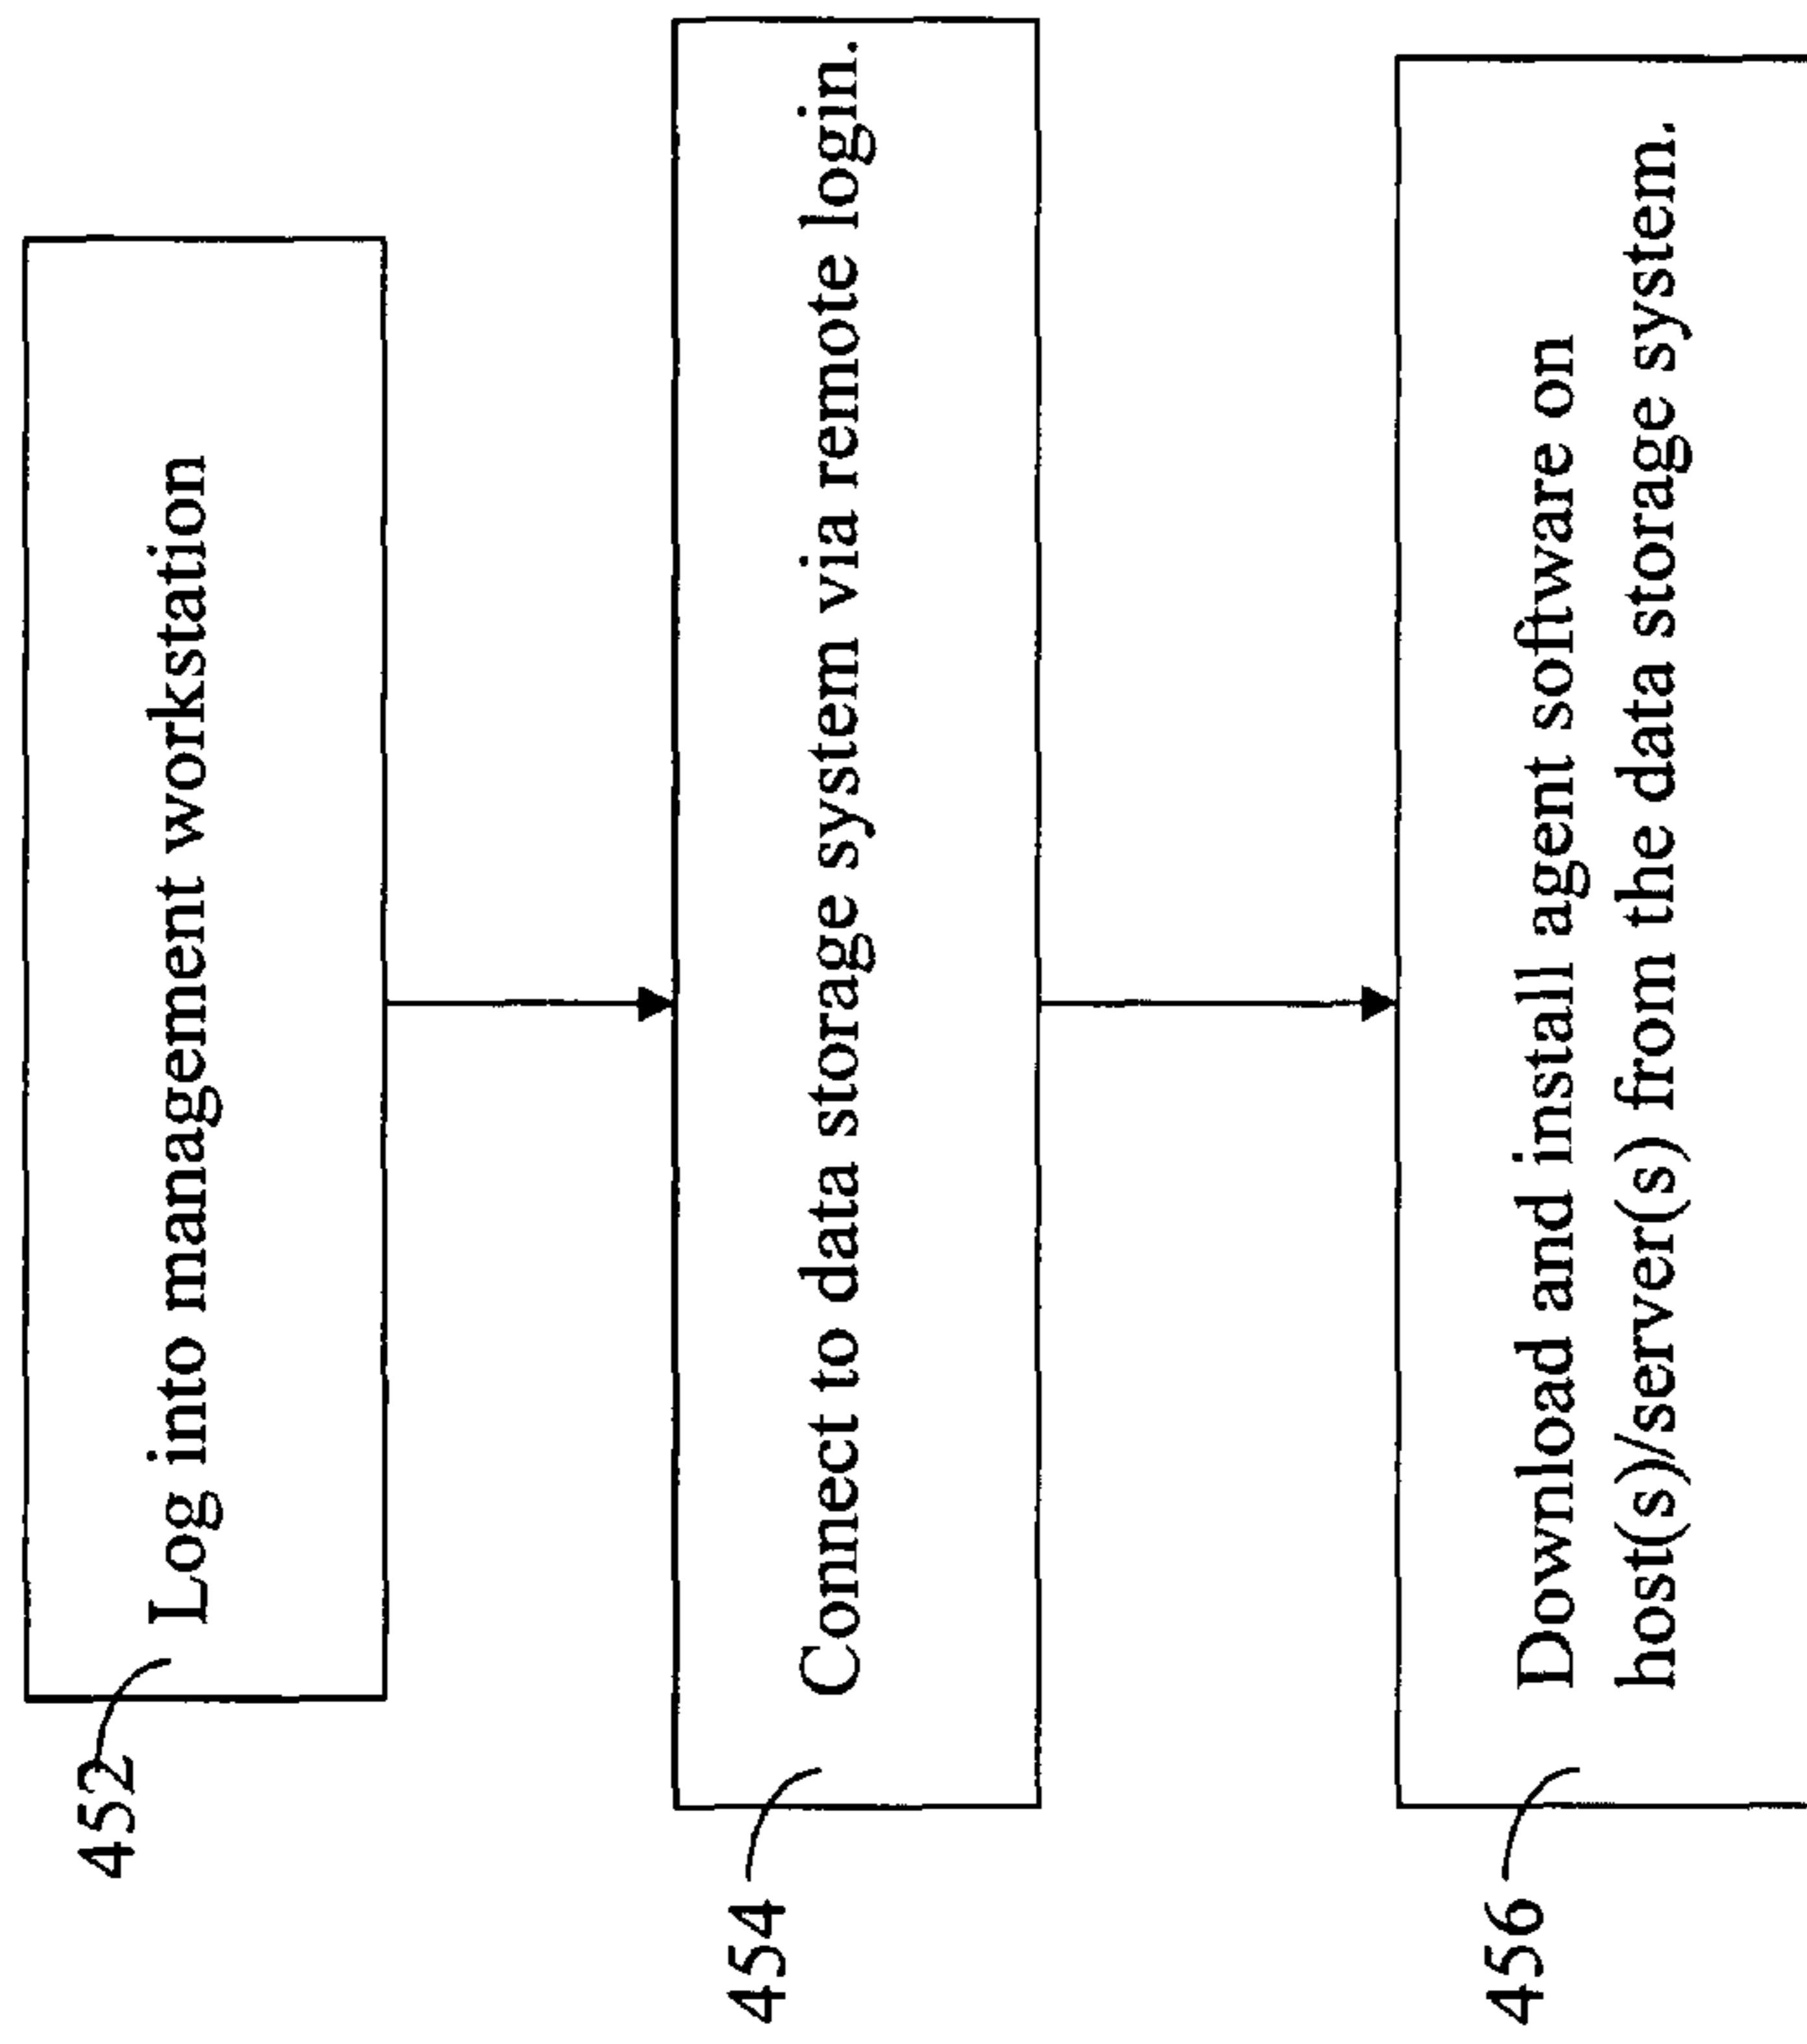 452
Log into management workstation
454
Connect to data storage system via remote login.
456
Download and install agent software on
host(s)/server(s) from the data storage system.